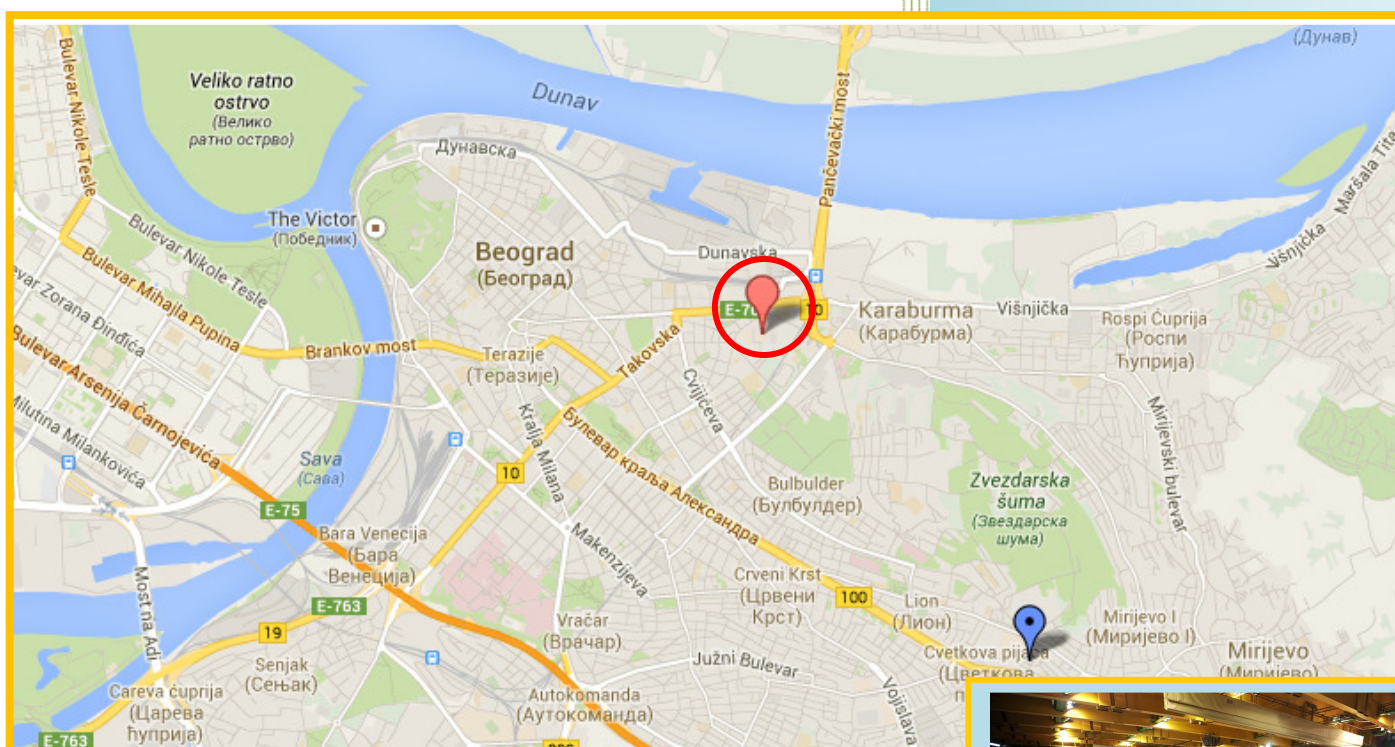 Bulevar Nikole Tesle
Veliko ratno
ostrvo
(Велико
ратно острво)
Dunav
Pančevački most
(Дунав)
Maršala Tita
Дунавска
The Victor
(Победник)
Bulevar Nikole Tesle
Beograd
(Београд)
Dunavska
Višnjička
Bulevar Mihajla Pupina
evar Zorana Đinđića
10
Karaburma
(Карабурма)
Višnjička
Rospi Ćuprija
(Роспи
Ћуприја)
Brankov most
Terazije
(Теразије)
Takovska
Cvijićeva
Bulevar Arsenija Čarnojevića
Milutina Milankovića
Kralja Milana
Булевар краља Александра
Mirijevski bulevar
Sava
(Сава)
10
Bulbulder
(Булбулдер)
Zvezdarska
šuma
(Звездарска
шума)
E-75
Bara Venecija
(Бара
Венеција)
Makenzijeva
Most na Adi
E-763
19
Crveni Krst
(Црвени
Крст)
100
Lion
(Лион)
Vračar
(Врачар)
Mirijevo I
(Миријево I)
Cvetkova pijaca
(Цветкова
Mirijevo
(Миријево)
Južni Bulevar
Senjak
(Сењак)
Careva ćuprija
(Царева
ћуприја)
Autokomanda
(Аутокоманда)
Vojislava
E-763